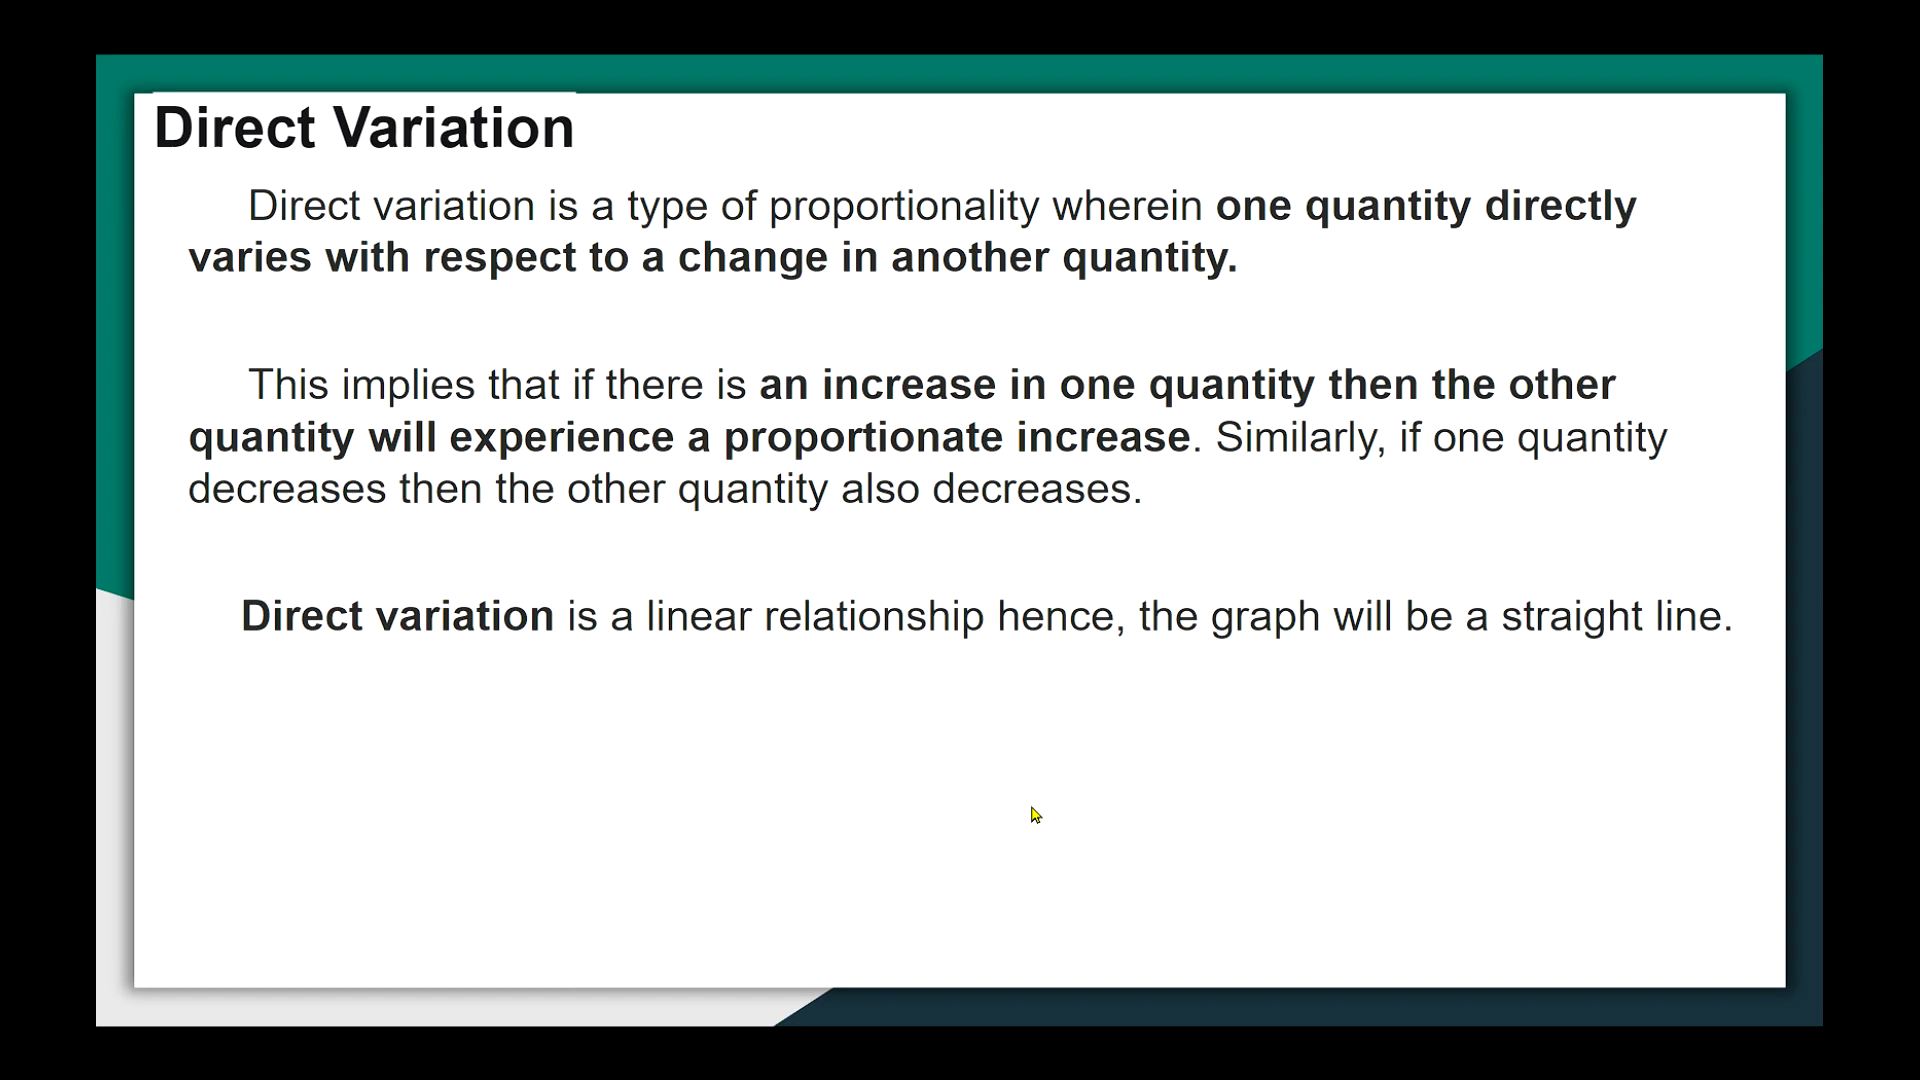 Direct Variation
Direct variation is a type of proportionality wherein one quantity directly
varies with respect to a change in another quantity.
This implies that if there is an increase in one quantity then the other
quantity will experience a proportionate increase. Similarly, if one quantity
decreases then the other quantity also decreases.
Direct variation is a linear relationship hence, the graph will be a straight line.